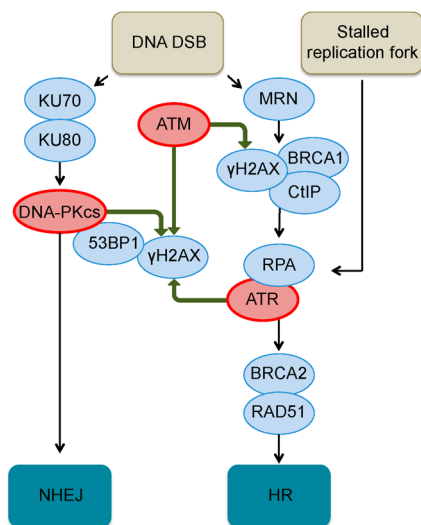 DNA DSB
Stalled
replication fork
KU70
KU80
MRN
ATM
γH2AX
BRCA1
CtIP
DNA-PKcs
53BP1
γH2AX
RPA
ATR
BRCA2
RAD51
NHEJ
HR